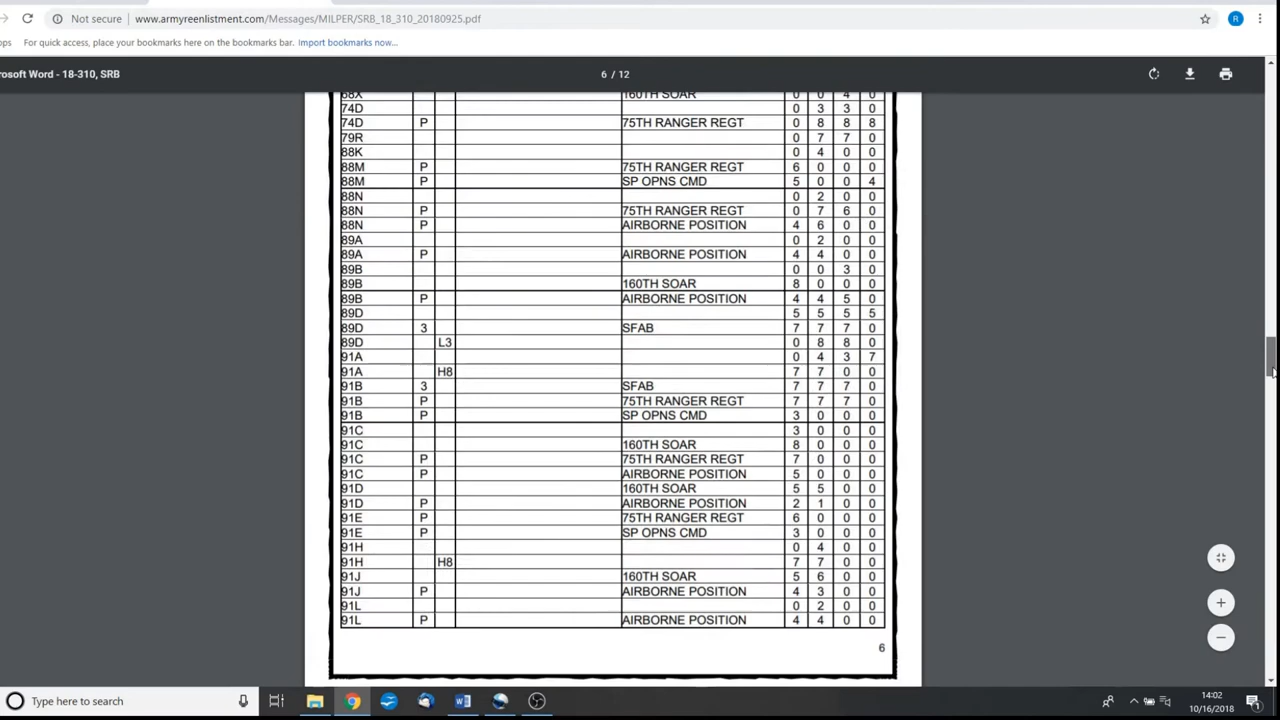 Not secure | www.armyreenlistment.com/Messages/MILPER/SRB_18_310_20180925.pdf R
ops For quick access, place your bookmarks here on the bookmarks bar. Import bookmarks now...
rosoft Word - 18-310, SRB 6 / 12
68X 160TH SOAR 0 0 4 0
74D 0 3 3 0
74D P 75TH RANGER REGT 0 8 8 8
79R 0 7 7 0
88K 0 4 0 0
88M P 75TH RANGER REGT 6 0 0 0
88M P SP OPNS CMD 5 0 0 4
88N 0 2 0 0
88N P 75TH RANGER REGT 0 7 6 0
88N P AIRBORNE POSITION 4 6 0 0
89A 0 2 0 0
89A P AIRBORNE POSITION 4 4 0 0
89B 0 0 3 0
89B 160TH SOAR 8 0 0 0
89B P AIRBORNE POSITION 4 4 5 0
89D 5 5 5 5
89D 3 SFAB 7 7 7 0
89D L3 0 8 8 0
91A 0 4 3 7
91A H8 7 7 0 0
91B 3 SFAB 7 7 7 0
91B P 75TH RANGER REGT 7 7 7 0
91B P SP OPNS CMD 3 0 0 0
91C 3 0 0 0
91C 160TH SOAR 8 0 0 0
91C P 75TH RANGER REGT 7 0 0 0
91C P AIRBORNE POSITION 5 0 0 0
91D 160TH SOAR 5 5 0 0
91D P AIRBORNE POSITION 2 1 0 0
91E P 75TH RANGER REGT 6 0 0 0
91E P SP OPNS CMD 3 0 0 0
91H 0 4 0 0
91H H8 7 7 0 0
91J 160TH SOAR 5 6 0 0
91J P AIRBORNE POSITION 4 3 0 0
91L 0 2 0 0
91L P AIRBORNE POSITION 4 4 0 0
6
Type here to search
14:02
10/16/2018